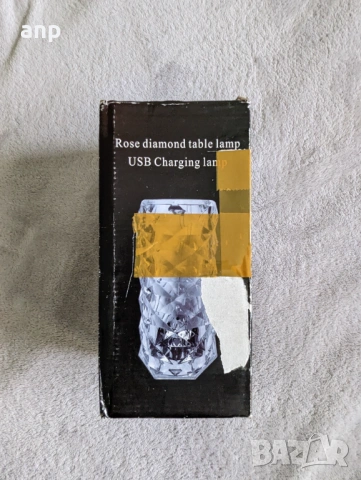 anp
Rose diamond table lamp
USB Charging lamp
BAZAR